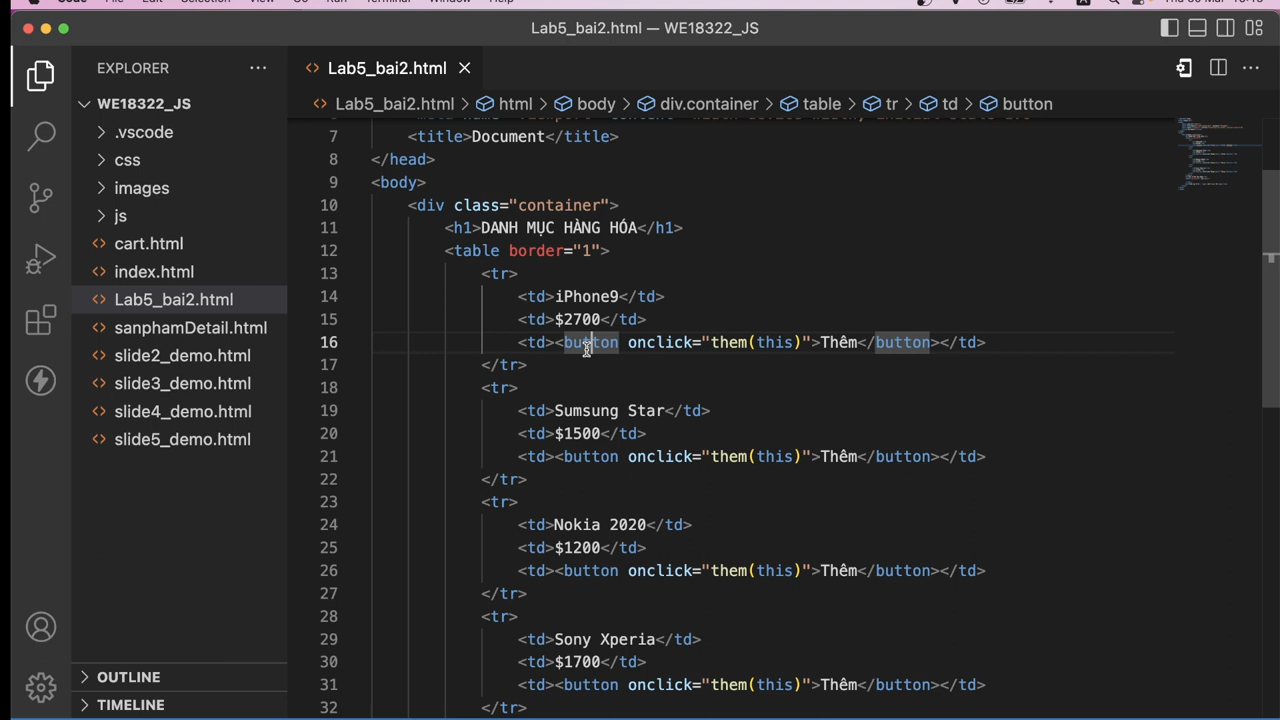 Lab5_bai2.html — WE18322_JS
EXPLORER
WE18322_JS
.vscode
css
images
js
cart.html
index.html
Lab5_bai2.html
sanphamDetail.html
slide2_demo.html
slide3_demo.html
slide4_demo.html
slide5_demo.html
OUTLINE
TIMELINE
Lab5_bai2.html
Lab5_bai2.html > html > body > div.container > table > tr > td > button
7 <title>Document</title>
8 </head>
9 <body>
10 <div class="container">
11 <h1>DANH MỤC HÀNG HÓA</h1>
12 <table border="1">
13 <tr>
14 <td>iPhone9</td>
15 <td>$2700</td>
16 <td><button onclick="them(this)">Thêm</button></td>
17 </tr>
18 <tr>
19 <td>Sumsung Star</td>
20 <td>$1500</td>
21 <td><button onclick="them(this)">Thêm</button></td>
22 </tr>
23 <tr>
24 <td>Nokia 2020</td>
25 <td>$1200</td>
26 <td><button onclick="them(this)">Thêm</button></td>
27 </tr>
28 <tr>
29 <td>Sony Xperia</td>
30 <td>$1700</td>
31 <td><button onclick="them(this)">Thêm</button></td>
32 </tr>